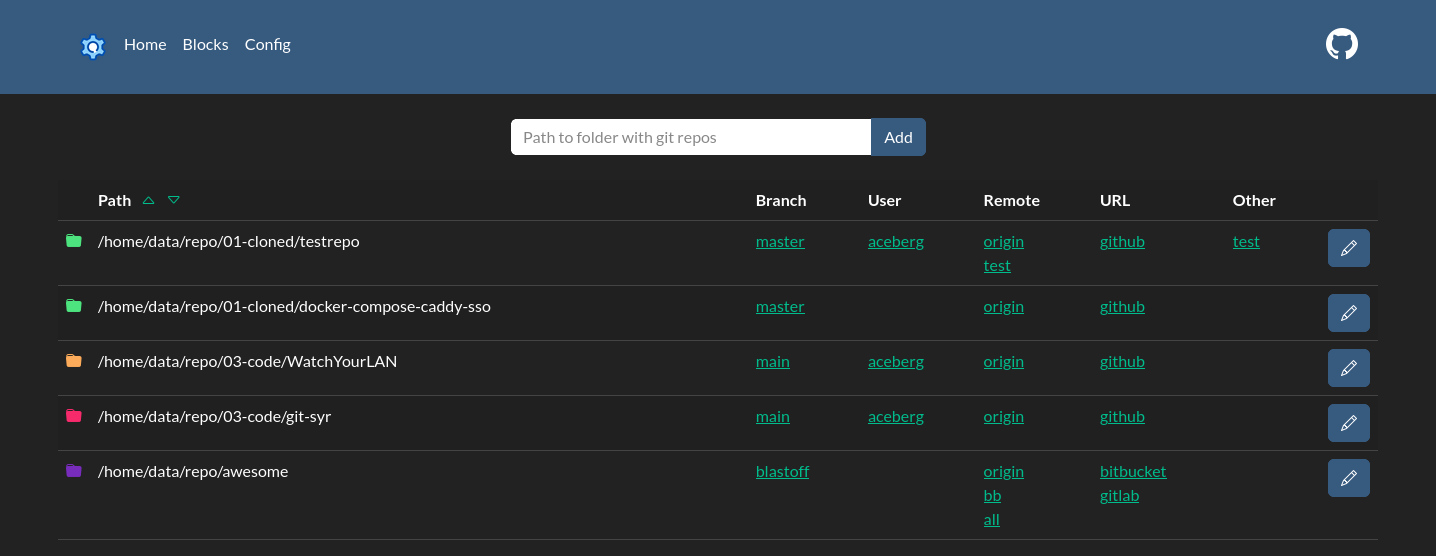 Home Blocks Config
Path to folder with git repos Add
Path Branch User Remote URL Other
/home/data/repo/01-cloned/testrepo master aceberg origin github test
test
/home/data/repo/01-cloned/docker-compose-caddy-sso master origin github
/home/data/repo/03-code/WatchYourLAN main aceberg origin github
/home/data/repo/03-code/git-syr main aceberg origin github
/home/data/repo/awesome blastoff origin bitbucket
bb gitlab
all